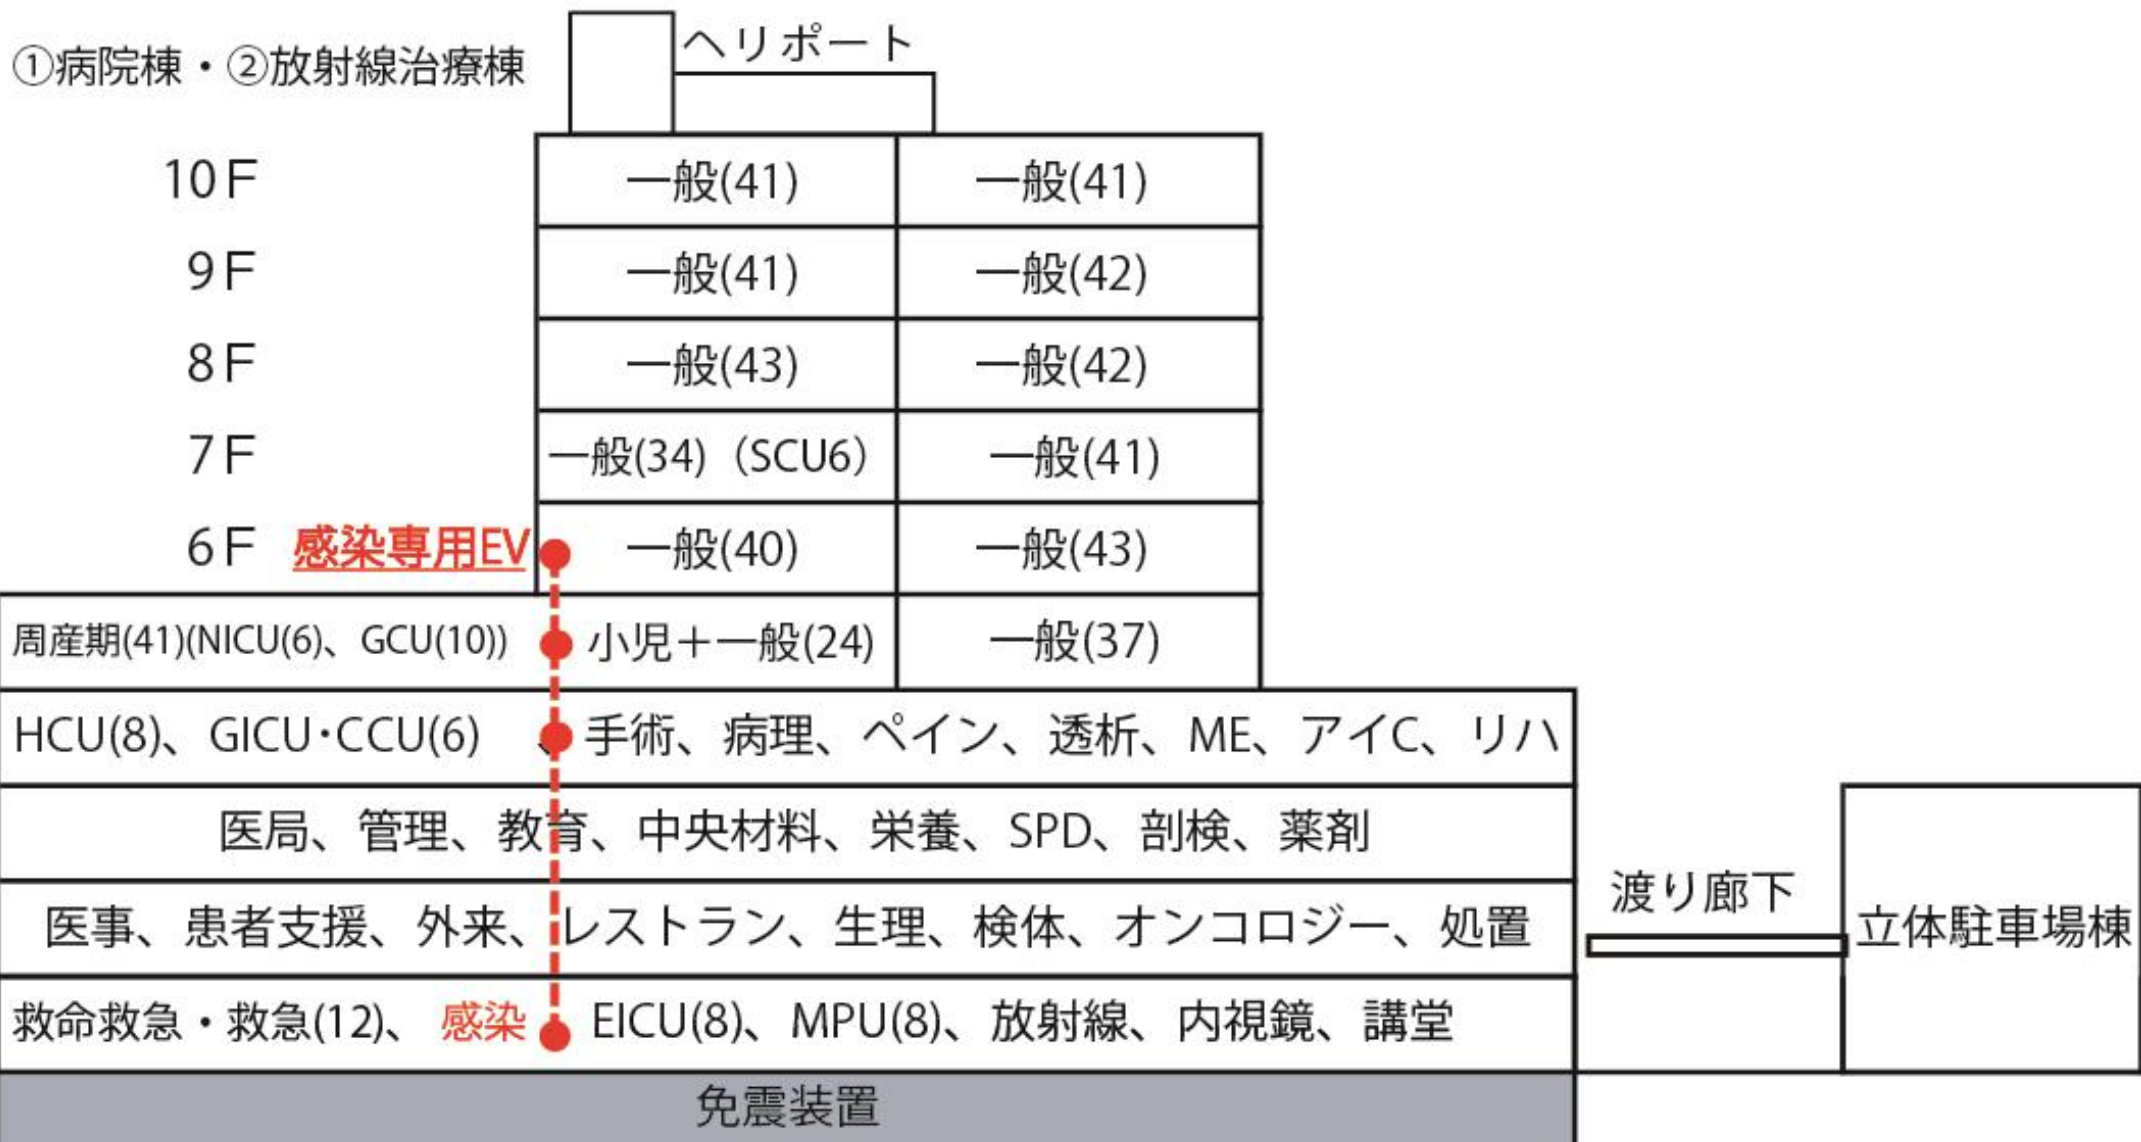 ①病院棟・②放射線治療棟
ヘリポート
10F 一般(41) 一般(41)
9F 一般(41) 一般(42)
8F 一般(43) 一般(42)
7F 一般(34)（SCU6） 一般(41)
6F 感染専用EV 一般(40) 一般(43)
周産期(41)(NICU(6)、GCU(10)) 小児＋一般(24) 一般(37)
HCU(8)、GICU・CCU(6) 、手術、病理、ペイン、透析、ME、アイC、リハ
医局、管理、教育、中央材料、栄養、SPD、剖検、薬剤
渡り廊下
医事、患者支援、外来、レストラン、生理、検体、オンコロジー、処置 立体駐車場棟
救命救急・救急(12)、感染 EICU(8)、MPU(8)、放射線、内視鏡、講堂
免震装置